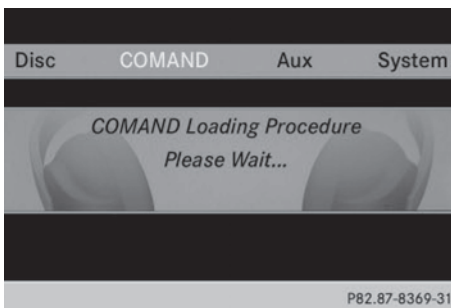 Disc COMAND Aux System
COMAND Loading Procedure
Please Wait...
P82.87-8369-31